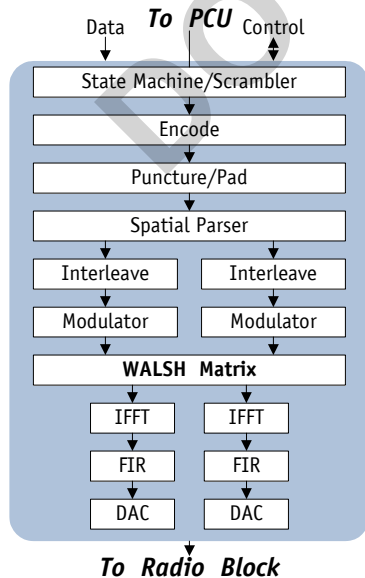 To PCU
Data
Control
State Machine/Scrambler
Encode
Puncture/Pad
Spatial Parser
Interleave Interleave
Modulator Modulator
WALSH Matrix
IFFT IFFT
FIR FIR
DAC DAC
To Radio Block